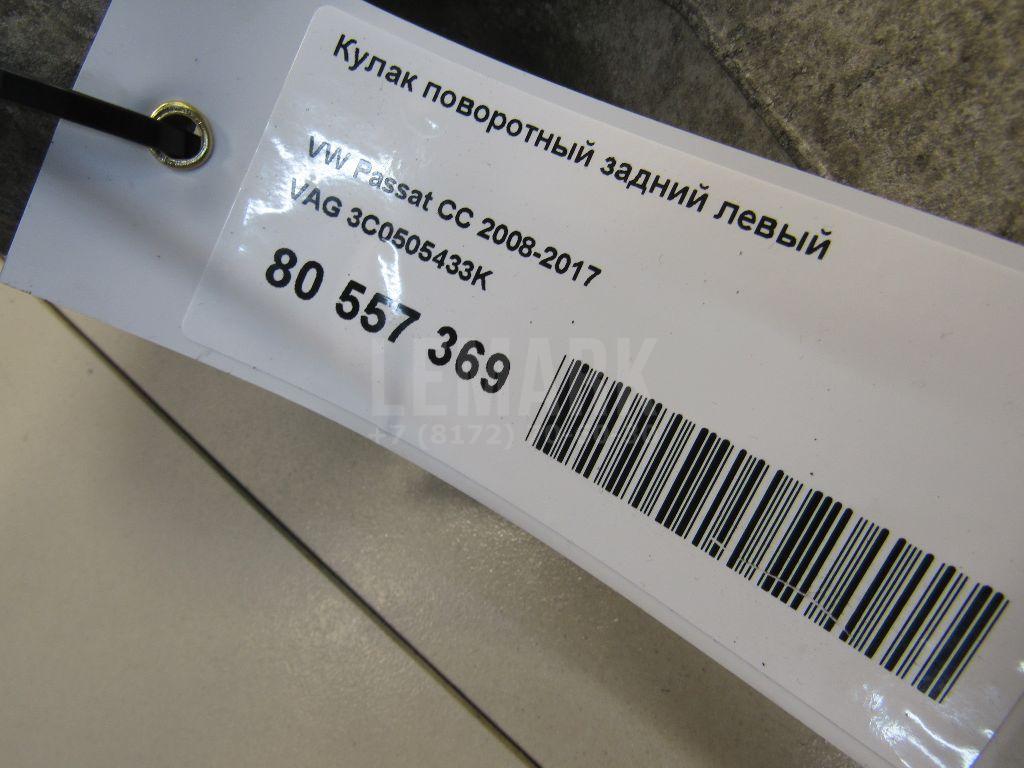 Кулак поворотный задний левый
VW Passat CC 2008-2017
VAG 3C0505433K
80 557 369
LEMARK
+7 (8172)